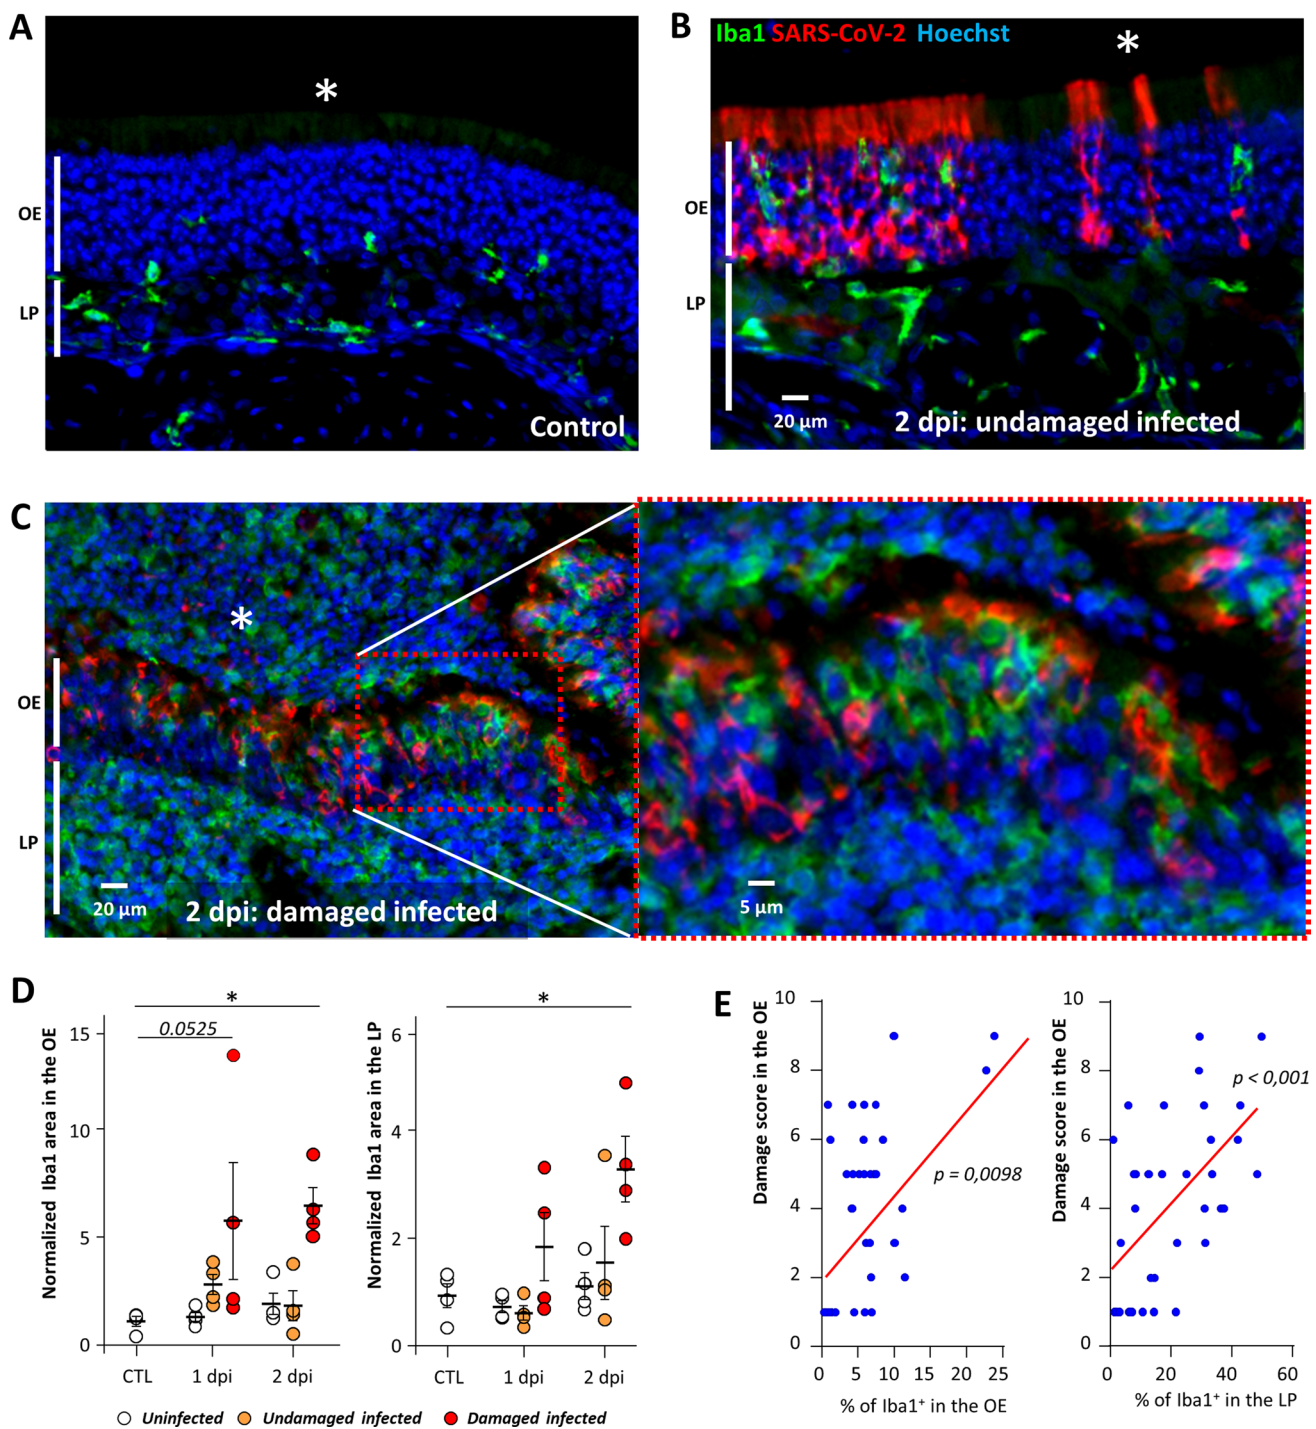 A
*
OE
LP
Control
B
Iba1 SARS-CoV-2 Hoechst
*
OE
LP
20 µm
2 dpi: undamaged infected
C
*
OE
LP
20 µm
2 dpi: damaged infected
5 µm
D
Normalized Iba1 area in the OE
*
0.0525
15
10
5
0
CTL
1 dpi
2 dpi
Normalized Iba1 area in the LP
*
6
4
2
0
CTL
1 dpi
2 dpi
Uninfected
Undamaged infected
Damaged infected
E
Damage score in the OE
10
8
6
4
2
0
p = 0,0098
0 5 10 15 20 25
% of Iba1+ in the OE
Damage score in the OE
10
8
6
4
2
0
p < 0,001
0 20 40 60
% of Iba1+ in the LP